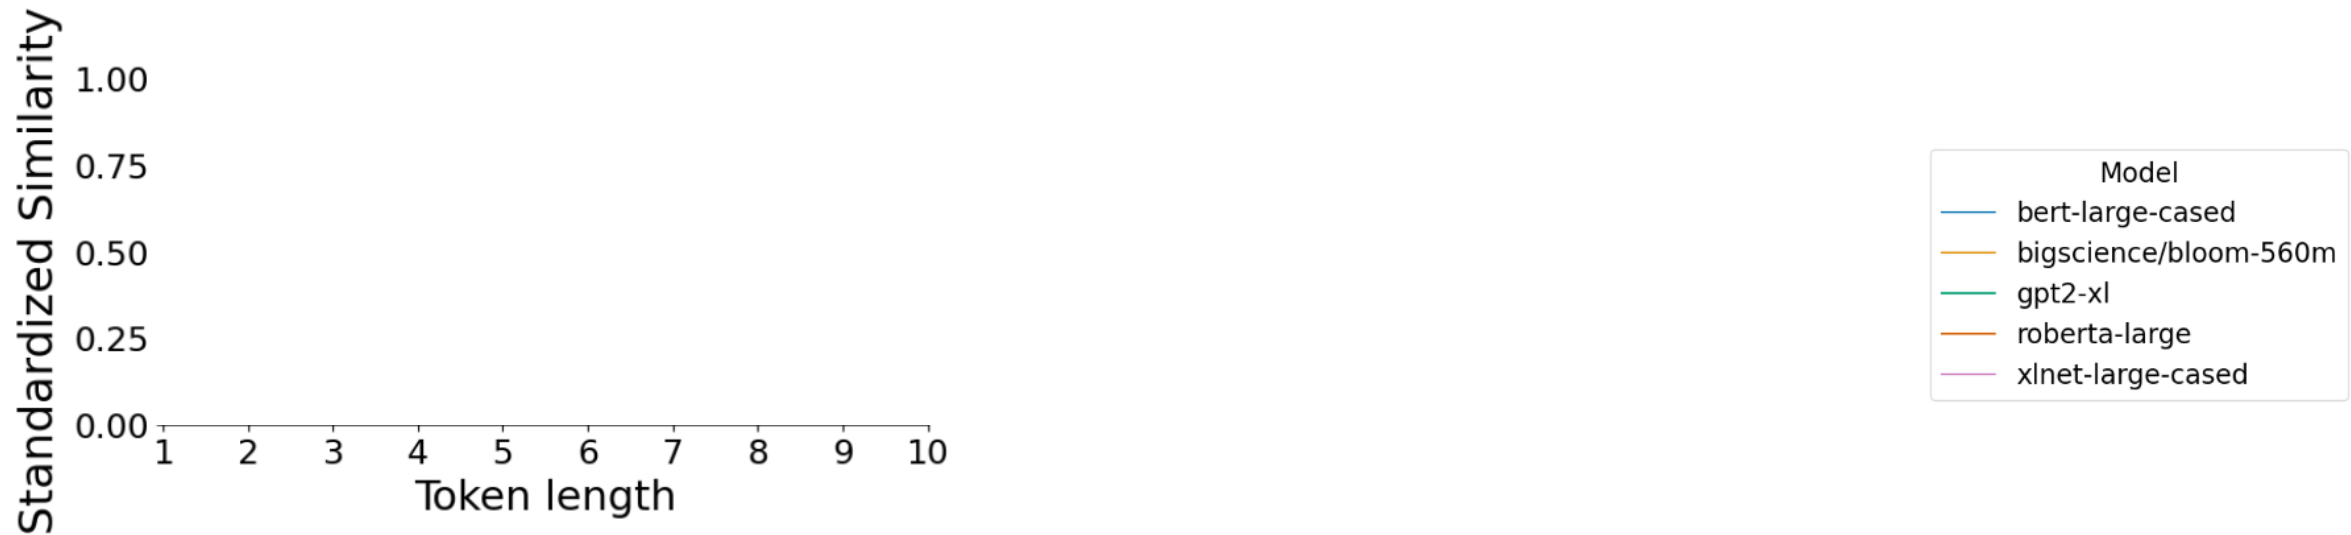 Standardized Similarity
1.00
0.75
0.50
0.25
0.00
1 2 3 4 5 6 7 8 9 10
Token length
Model
bert-large-cased
bigscience/bloom-560m
gpt2-xl
roberta-large
xlnet-large-cased